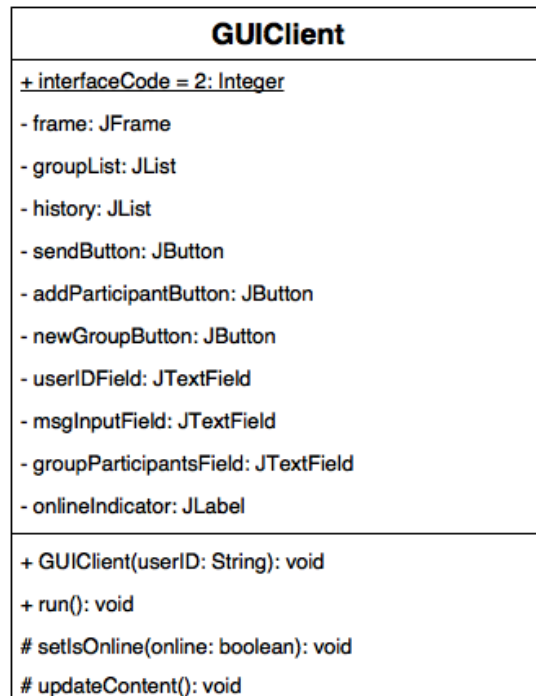 GUIClient
+ interfaceCode = 2: Integer
- frame: JFrame
- groupList: JList
- history: JList
- sendButton: JButton
- addParticipantButton: JButton
- newGroupButton: JButton
- userIDField: JTextField
- msgInputField: JTextField
- groupParticipantsField: JTextField
- onlineIndicator: JLabel
+ GUIClient(userID: String): void
+ run(): void
# setIsOnline(online: boolean): void
# updateContent(): void